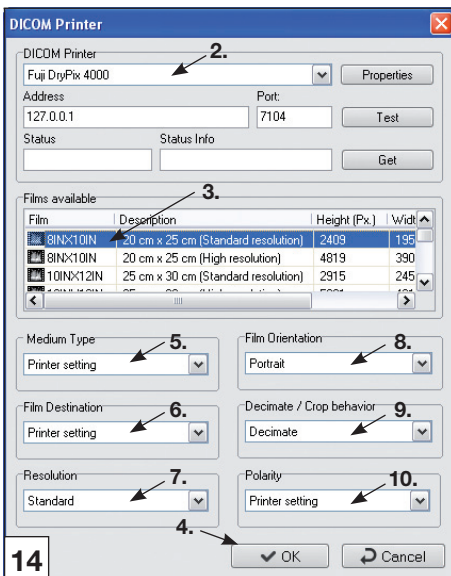 DICOM Printer
DICOM Printer 2.
Fuji DryPix 4000 Properties
Address Port:
127.0.0.1 7104 Test
Status Status Info
Get
Films available 3.
Film Description Height (Px.) Widt
8INX10IN 20 cm x 25 cm (Standard resolution) 2409 195
8INX10IN 20 cm x 25 cm (High resolution) 4819 390
10INX12IN 25 cm x 30 cm (Standard resolution) 2915 245
Medium Type 5. Film Orientation 8.
Printer setting Portrait
Film Destination 6. Decimate / Crop behavior 9.
Printer setting Decimate
Resolution 7. Polarity 10.
Standard Printer setting
4.
14 OK Cancel